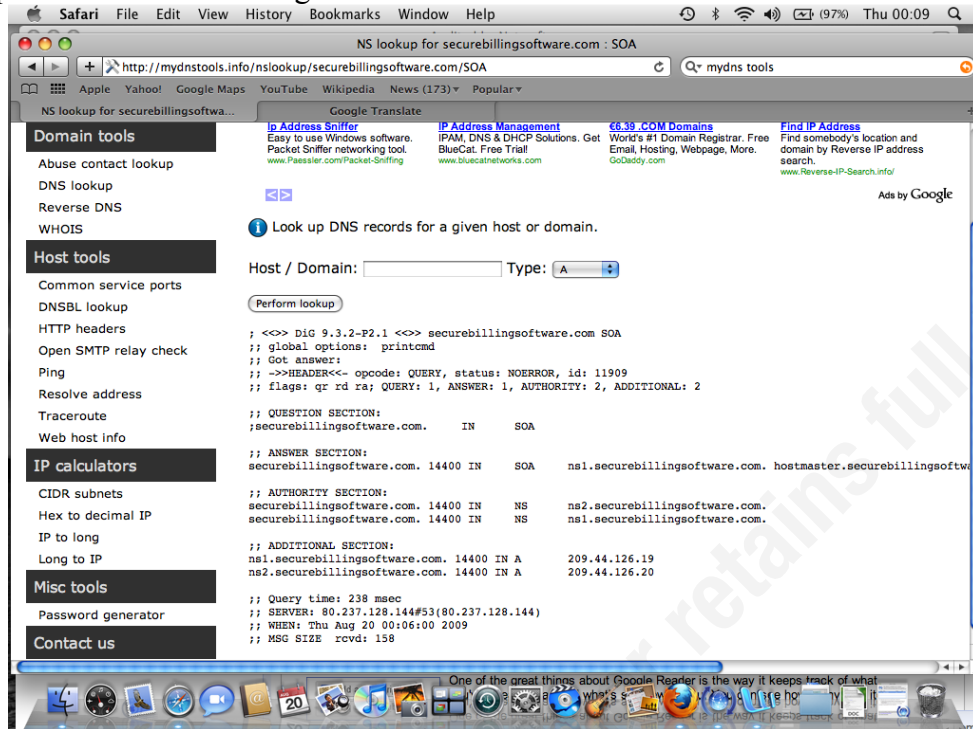 Safari File Edit View History Bookmarks Window Help (97%) Thu 00:09
NS lookup for securebillingsoftware.com : SOA
http://mydnstools.info/nslookup/securebillingsoftware.com/SOA mydns tools
Apple Yahoo! Google Maps YouTube Wikipedia News (173) Popular
NS lookup for securebillingsoftwa... Google Translate
Domain tools
Abuse contact lookup
DNS lookup
Reverse DNS
WHOIS
Host tools
Common service ports
DNSBL lookup
HTTP headers
Open SMTP relay check
Ping
Resolve address
Traceroute
Web host info
IP calculators
CIDR subnets
Hex to decimal IP
IP to long
Long to IP
Misc tools
Password generator
Contact us
Ip Address Sniffer
Easy to use Windows software.
Packet Sniffer networking tool.
www.Paessler.com/Packet-Sniffing
IP Address Management
IPAM, DNS & DHCP Solutions. Get
BlueCat. Free Trial!
www.bluecatnetworks.com
€6.39 .COM Domains
World's #1 Domain Registrar. Free
Email, Hosting, Webpage, More.
GoDaddy.com
Find IP Address
Find somebody's location and
domain by Reverse IP address
search.
www.Reverse-IP-Search.info/
Ads by Google
Look up DNS records for a given host or domain.
Host / Domain: Type: A
Perform lookup
; <<>> DiG 9.3.2-P2.1 <<>> securebillingsoftware.com SOA
;; global options: printcmd
;; Got answer:
;; ->>HEADER<<- opcode: QUERY, status: NOERROR, id: 11909
;; flags: qr rd ra; QUERY: 1, ANSWER: 1, AUTHORITY: 2, ADDITIONAL: 2
;; QUESTION SECTION:
;securebillingsoftware.com. IN SOA
;; ANSWER SECTION:
securebillingsoftware.com. 14400 IN SOA ns1.securebillingsoftware.com. hostmaster.securebillingsoftwa
;; AUTHORITY SECTION:
securebillingsoftware.com. 14400 IN NS ns2.securebillingsoftware.com.
securebillingsoftware.com. 14400 IN NS ns1.securebillingsoftware.com.
;; ADDITIONAL SECTION:
ns1.securebillingsoftware.com. 14400 IN A 209.44.126.19
ns2.securebillingsoftware.com. 14400 IN A 209.44.126.20
;; Query time: 238 msec
;; SERVER: 80.237.128.144#53(80.237.128.144)
;; WHEN: Thu Aug 20 00:06:00 2009
;; MSG SIZE rcvd: 158
retains full
One of the great things about Google Reader is the way it keeps track of what
20